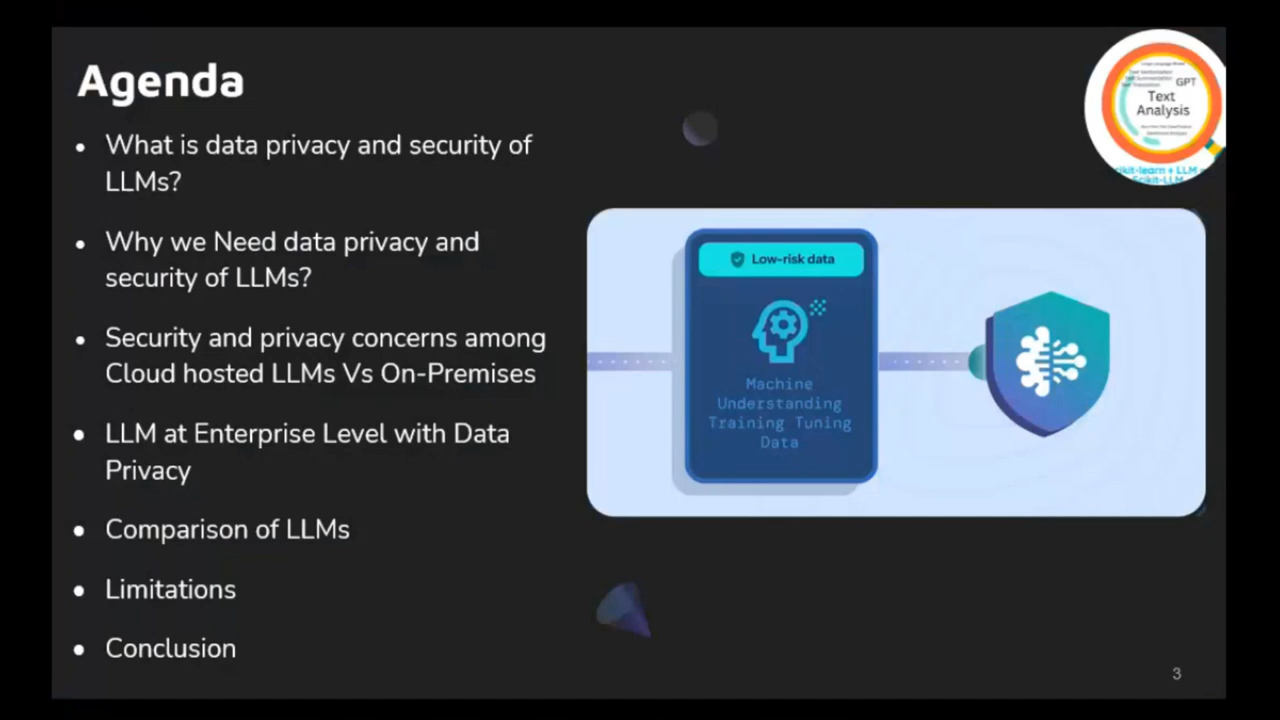 Agenda
• What is data privacy and security of
LLMs?
• Why we Need data privacy and
security of LLMs?
• Security and privacy concerns among
Cloud hosted LLMs Vs On-Premises
• LLM at Enterprise Level with Data
Privacy
• Comparison of LLMs
• Limitations
• Conclusion
GPT
Text
Analysis
Low-risk data
Machine
Understanding
Training Tuning
Data
3